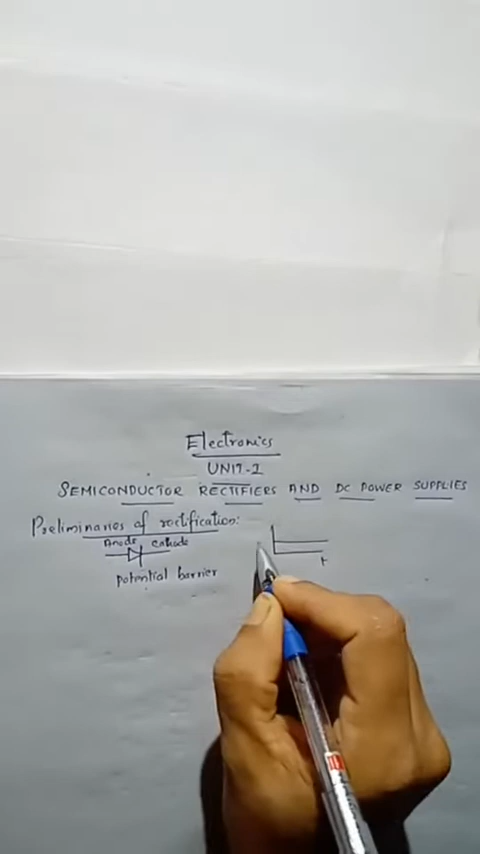 Electronics
UNIT-2
SEMICONDUCTOR RECTIFIERS AND DC POWER SUPPLIES
Preliminaries of rectification:
Anode Cathode
t
potential barrier